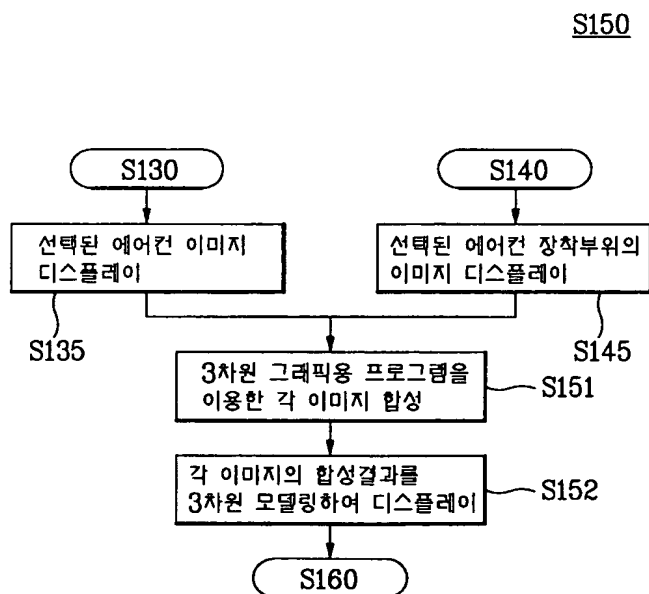 S150
S130
S140
선택된 에어컨 이미지
디스플레이
선택된 에어컨 장착부위의
이미지 디스플레이
S135
S145
3차원 그래픽용 프로그램을
이용한 각 이미지 합성
S151
각 이미지의 합성결과를
3차원 모델링하여 디스플레이
S152
S160